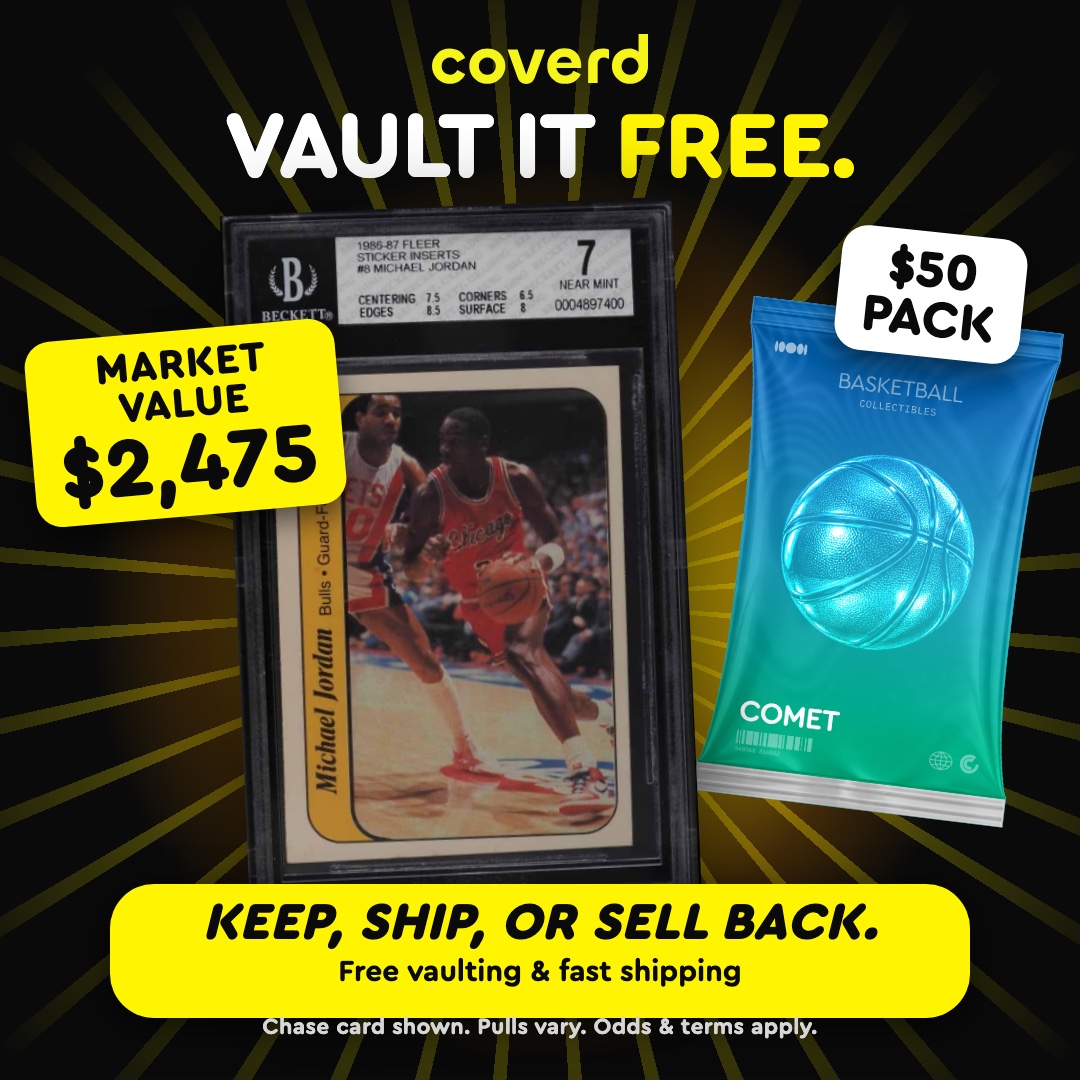 coverd
VAULT IT FREE.
1986-87 FLEER
STICKER INSERTS
#8 MICHAEL JORDAN
7
NEAR MINT
CENTERING 7.5 CORNERS 6.5
EDGES 8.5 SURFACE 8
0004897400
B
BECKETT®
$50
PACK
MARKET
VALUE
$2,475
BASKETBALL
COLLECTIBLES
Michael Jordan Bulls • Guard-F
ETS
Chicago
COMET
KEEP, SHIP, OR SELL BACK.
Free vaulting & fast shipping
Chase card shown. Pulls vary. Odds & terms apply.